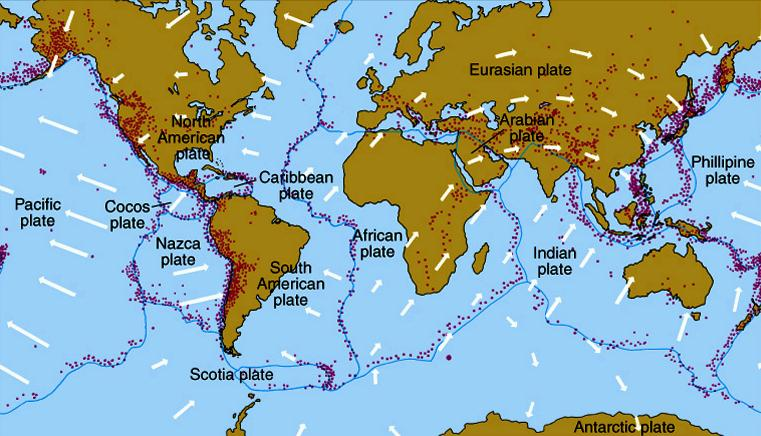 Eurasian plate
North
American
plate
Arabian
plate
Phillipine
plate
Caribbean
plate
Pacific
plate
Cocos
plate
African
plate
Nazca
plate
Indian
plate
South
American
plate
Scotia plate
Antarctic plate